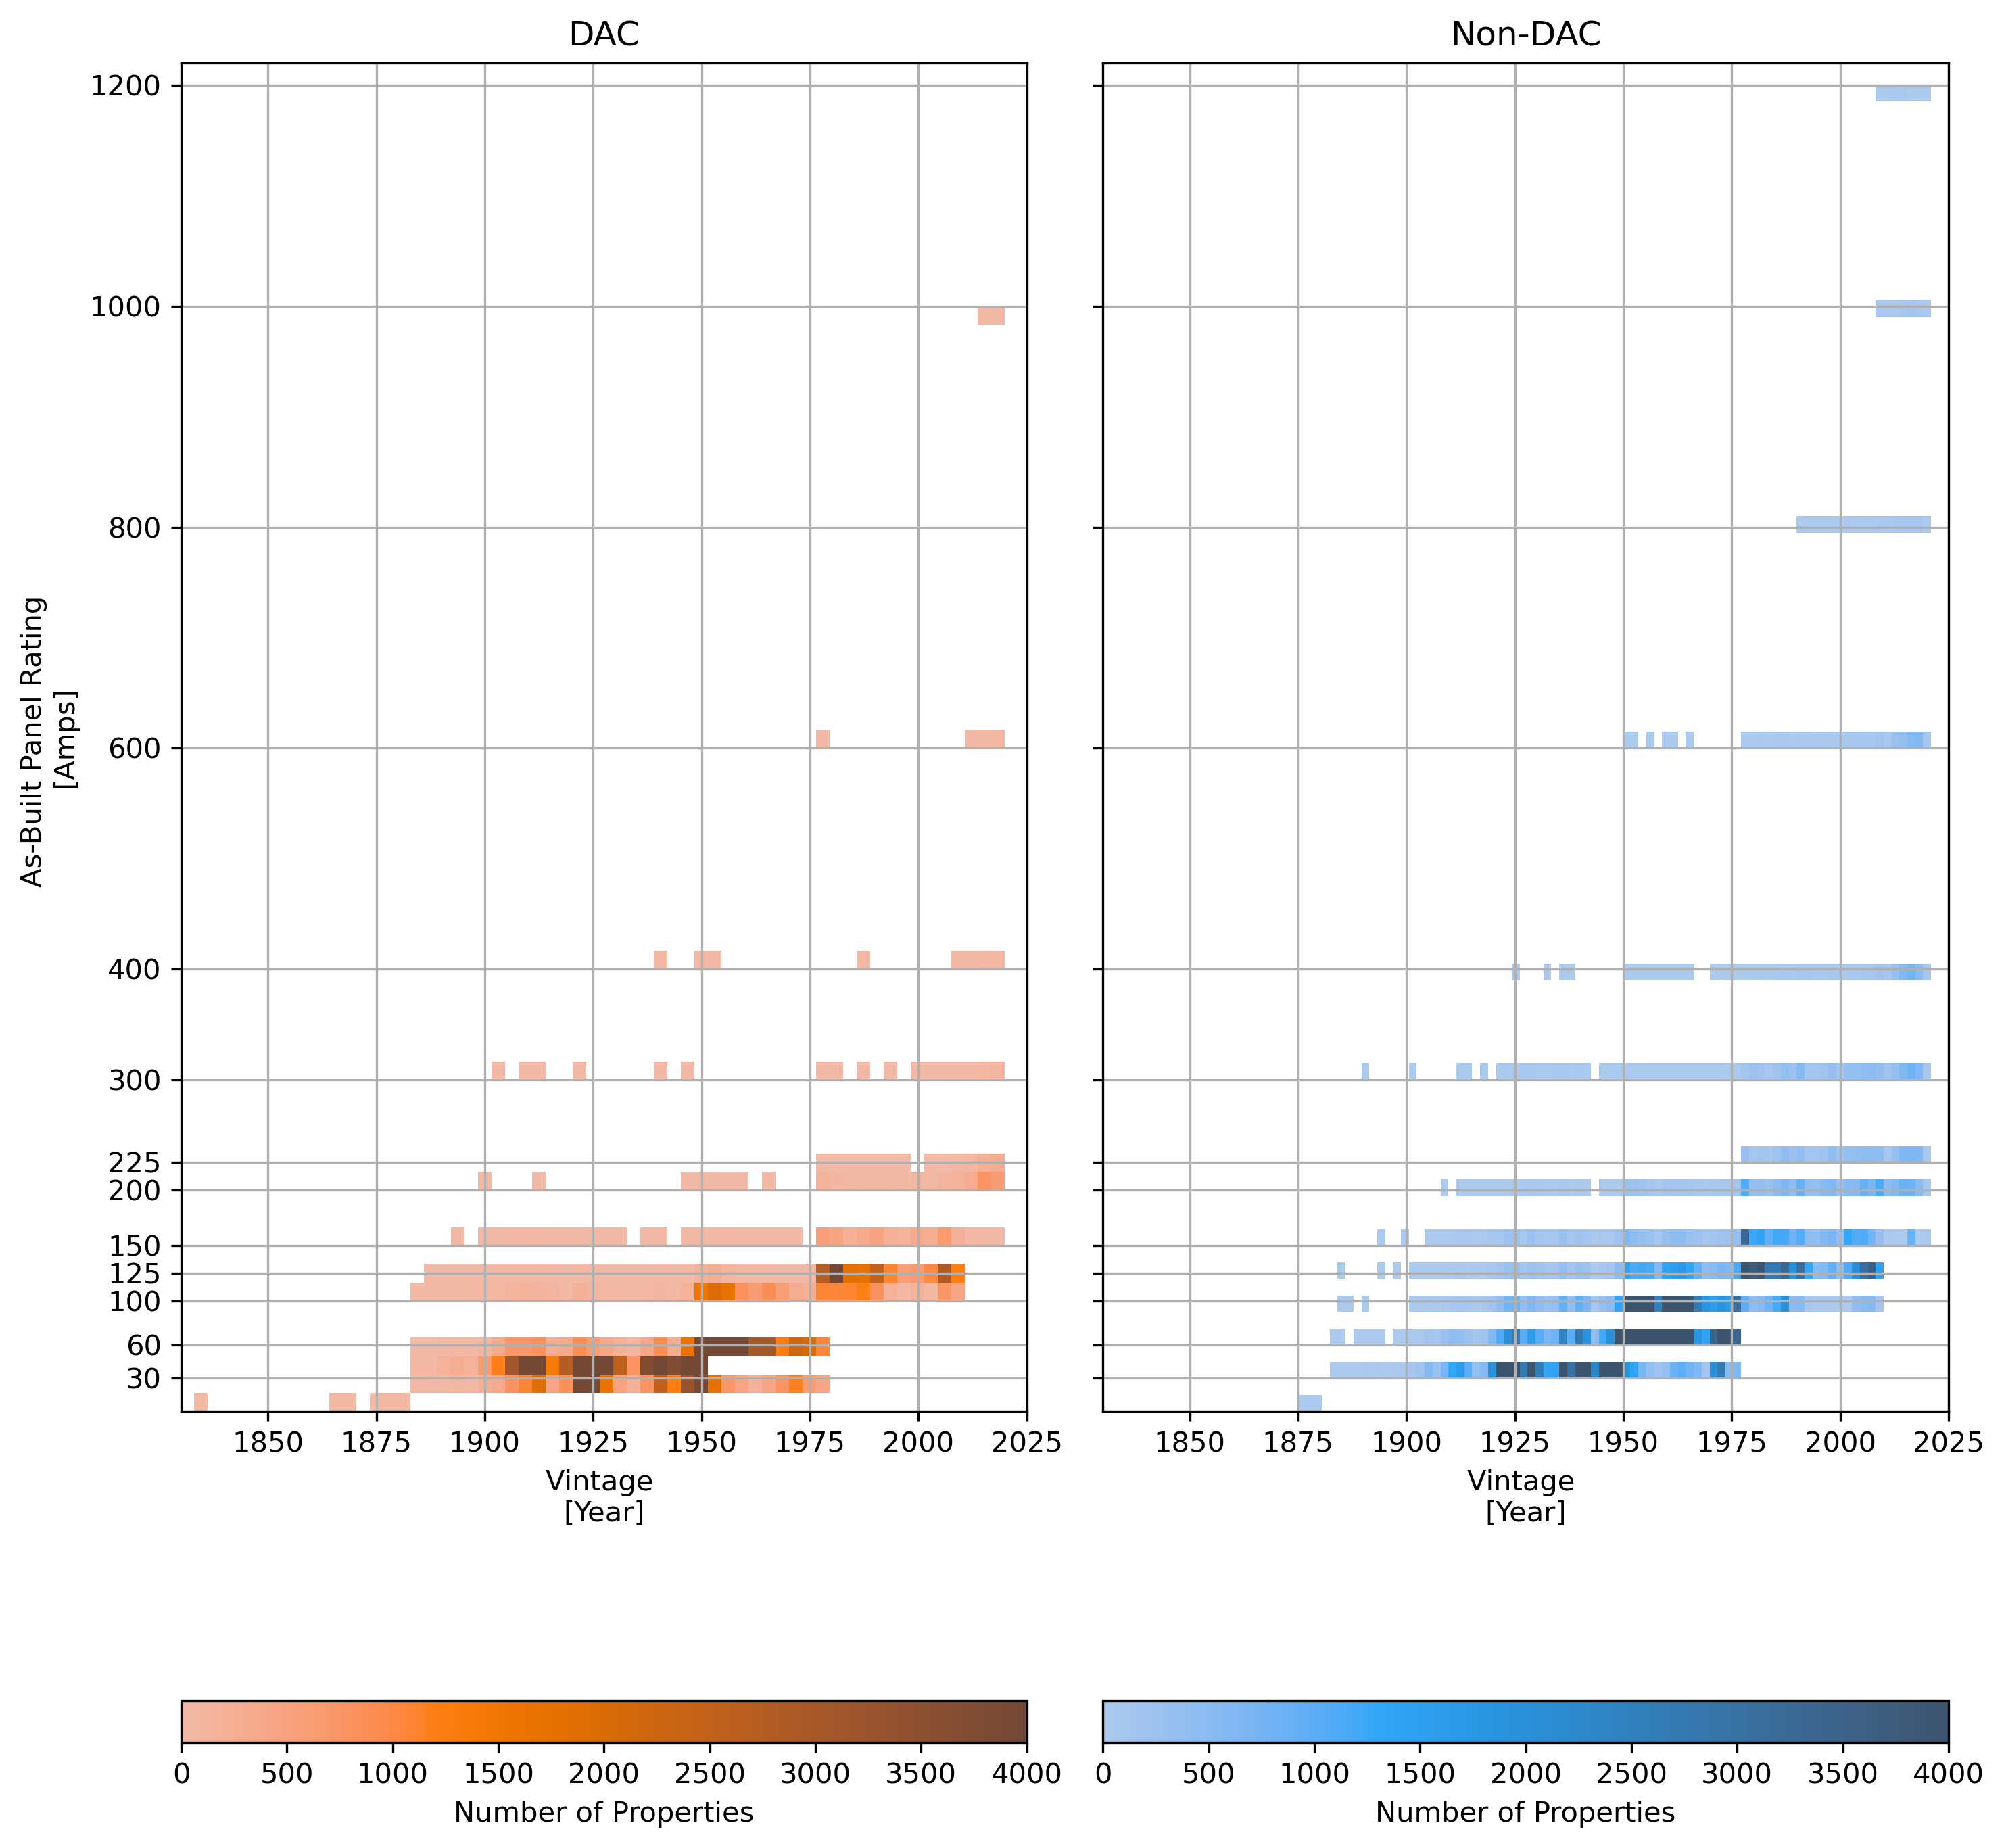 DAC
Non-DAC
As-Built Panel Rating
[Amps]
1200
1000
800
600
400
300
225
200
150
125
100
60
30
1850 1875 1900 1925 1950 1975 2000 2025
1850 1875 1900 1925 1950 1975 2000 2025
Vintage
[Year]
Vintage
[Year]
0 500 1000 1500 2000 2500 3000 3500 4000
Number of Properties
0 500 1000 1500 2000 2500 3000 3500 4000
Number of Properties